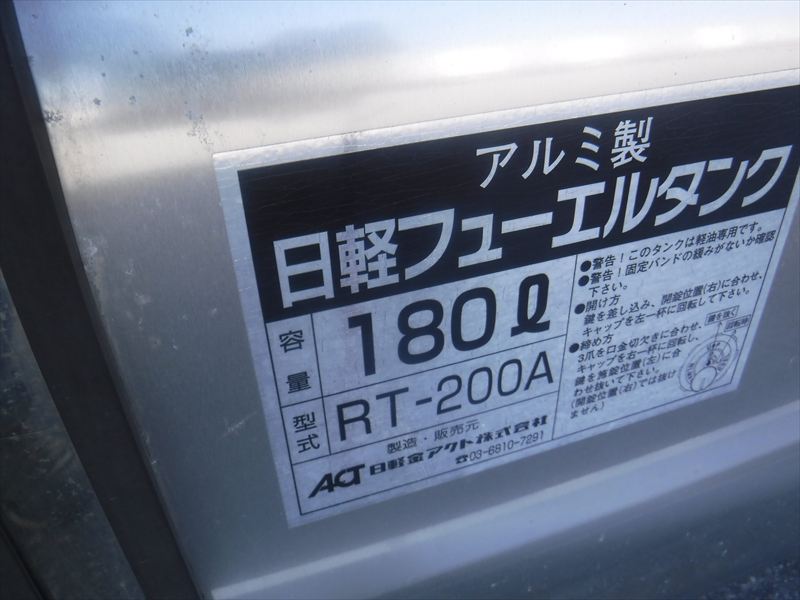 アルミ製
日軽フューエルタンク
容量 180ℓ
型式 RT-200A
製造・販売元
ACT 日軽金アクト株式会社
☎03-6810-7291
●警告！このタンクは軽油専用です。
●警告！固定バンドの緩みがないか確認
下さい。
●開け方
鍵を差し込み、開錠位置(右)に合わせ、
キャップを左一杯に回転して下さい。
●締め方
3爪を口金切欠きに合わせ、
キャップを右一杯に回転し、
鍵を施錠位置(左)に合
わせ抜いて下さい。
(開錠位置(右)では抜け
ません)
鍵を抜く